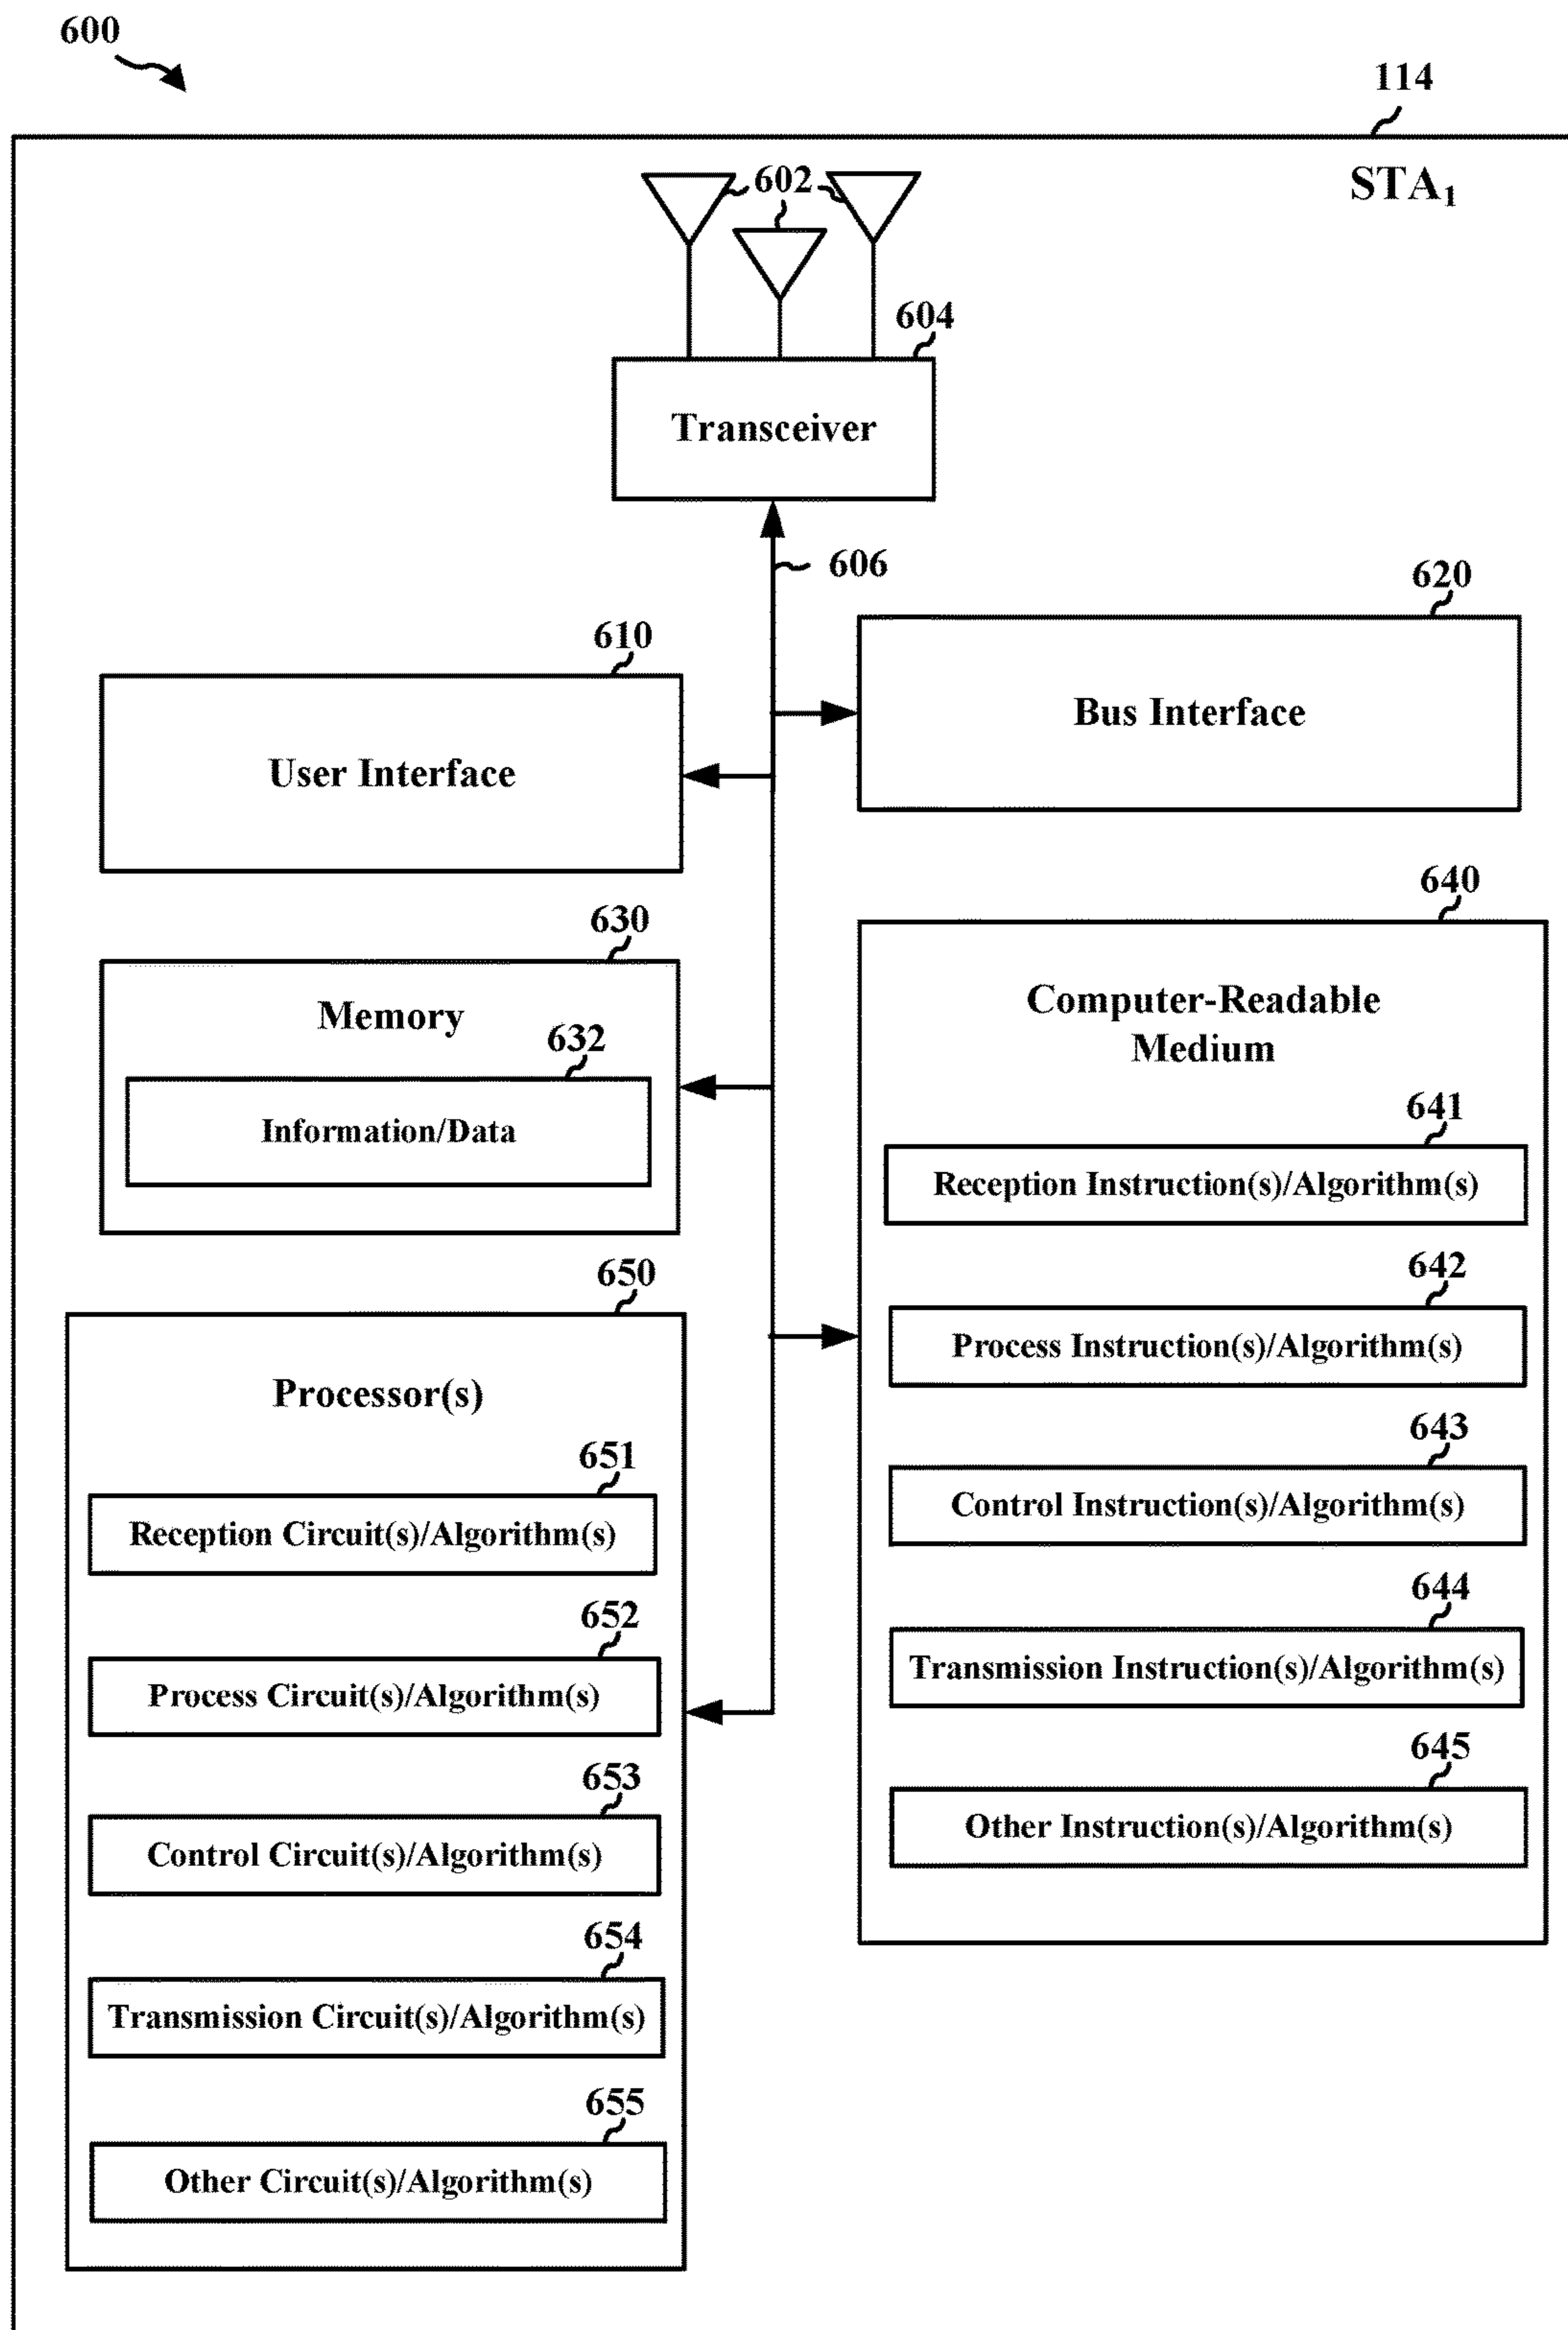 600
114
STA₁
602
604
Transceiver
606
620
Bus Interface
610
User Interface
630
Memory
632
Information/Data
640
Computer-Readable
Medium
641
Reception Instruction(s)/Algorithm(s)
642
Process Instruction(s)/Algorithm(s)
643
Control Instruction(s)/Algorithm(s)
644
Transmission Instruction(s)/Algorithm(s)
645
Other Instruction(s)/Algorithm(s)
650
Processor(s)
651
Reception Circuit(s)/Algorithm(s)
652
Process Circuit(s)/Algorithm(s)
653
Control Circuit(s)/Algorithm(s)
654
Transmission Circuit(s)/Algorithm(s)
655
Other Circuit(s)/Algorithm(s)